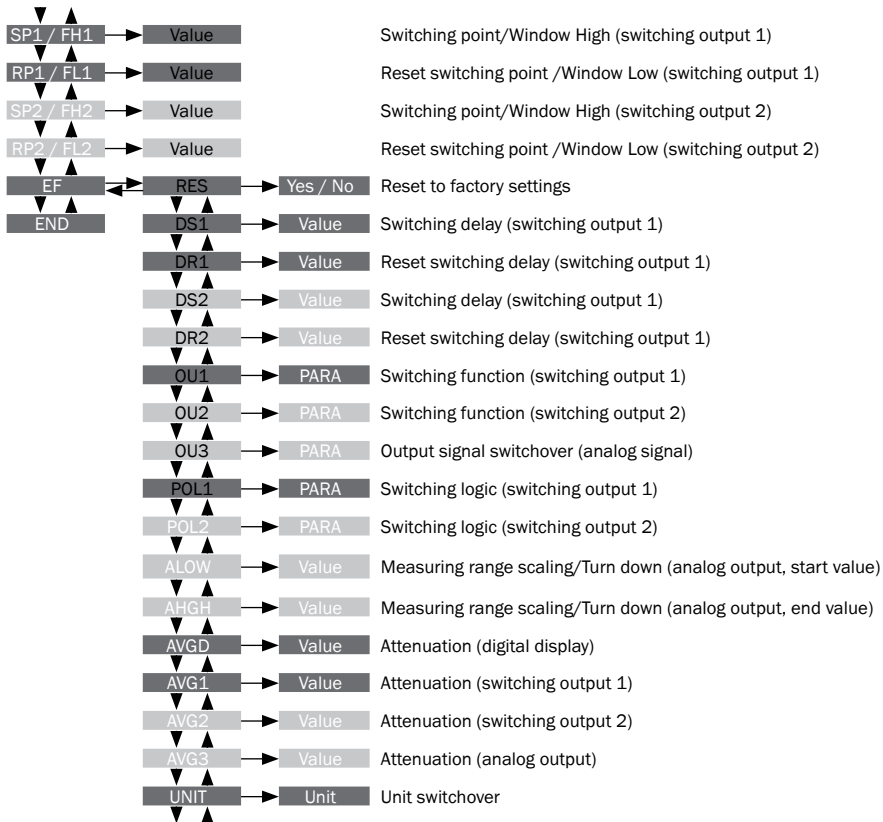 SP1 / FH1 Value Switching point/Window High (switching output 1)
RP1 / FL1 Value Reset switching point /Window Low (switching output 1)
SP2 / FH2 Value Switching point/Window High (switching output 2)
RP2 / FL2 Value Reset switching point /Window Low (switching output 2)
EF RES Yes / No Reset to factory settings
END DS1 Value Switching delay (switching output 1)
DR1 Value Reset switching delay (switching output 1)
DS2 Value Switching delay (switching output 1)
DR2 Value Reset switching delay (switching output 1)
OU1 PARA Switching function (switching output 1)
OU2 PARA Switching function (switching output 2)
OU3 PARA Output signal switchover (analog signal)
POL1 PARA Switching logic (switching output 1)
POL2 PARA Switching logic (switching output 2)
ALOW Value Measuring range scaling/Turn down (analog output, start value)
AHGH Value Measuring range scaling/Turn down (analog output, end value)
AVGD Value Attenuation (digital display)
AVG1 Value Attenuation (switching output 1)
AVG2 Value Attenuation (switching output 2)
AVG3 Value Attenuation (analog output)
UNIT Unit Unit switchover